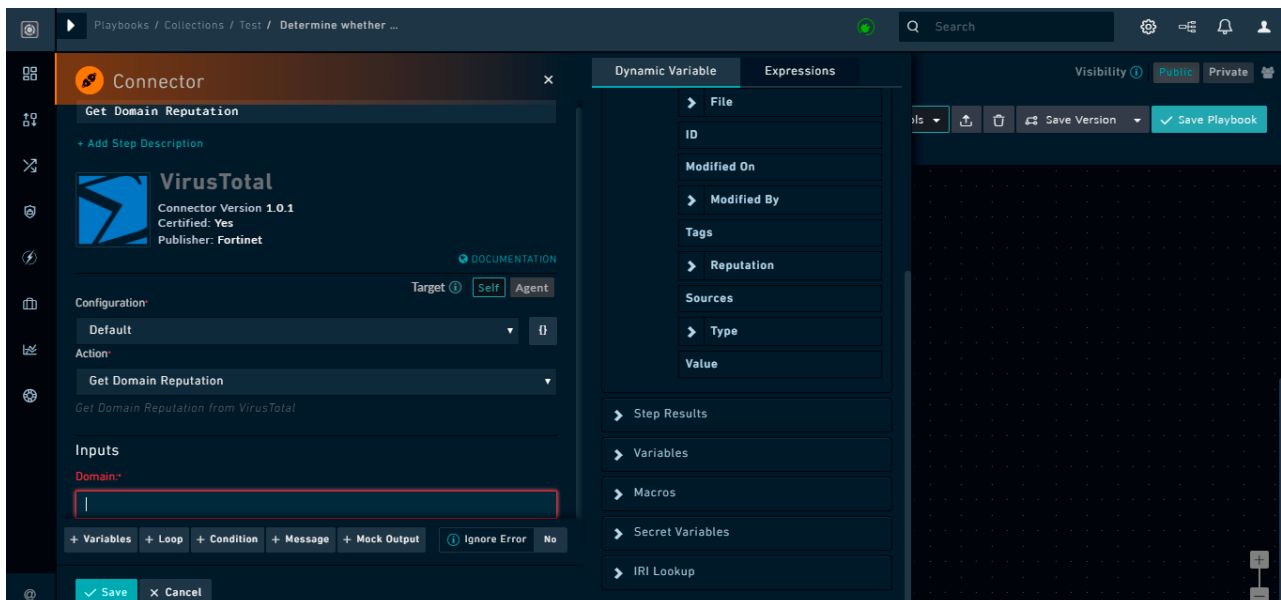 Playbooks / Collections / Test / Determine whether ...
Search
Connector
×
Get Domain Reputation
+ Add Step Description
VirusTotal
Connector Version 1.0.1
Certified: Yes
Publisher: Fortinet
DOCUMENTATION
Target Self Agent
Configuration*
Default
{}
Action*
Get Domain Reputation
Get Domain Reputation from VirusTotal
Inputs
Domain:*
+ Variables + Loop + Condition + Message + Mock Output Ignore Error No
Save × Cancel
@
Dynamic Variable Expressions
File
ID
Modified On
Modified By
Tags
Reputation
Sources
Type
Value
Step Results
Variables
Macros
Secret Variables
IRI Lookup
Visibility Public Private
ols Save Version Save Playbook
+
−